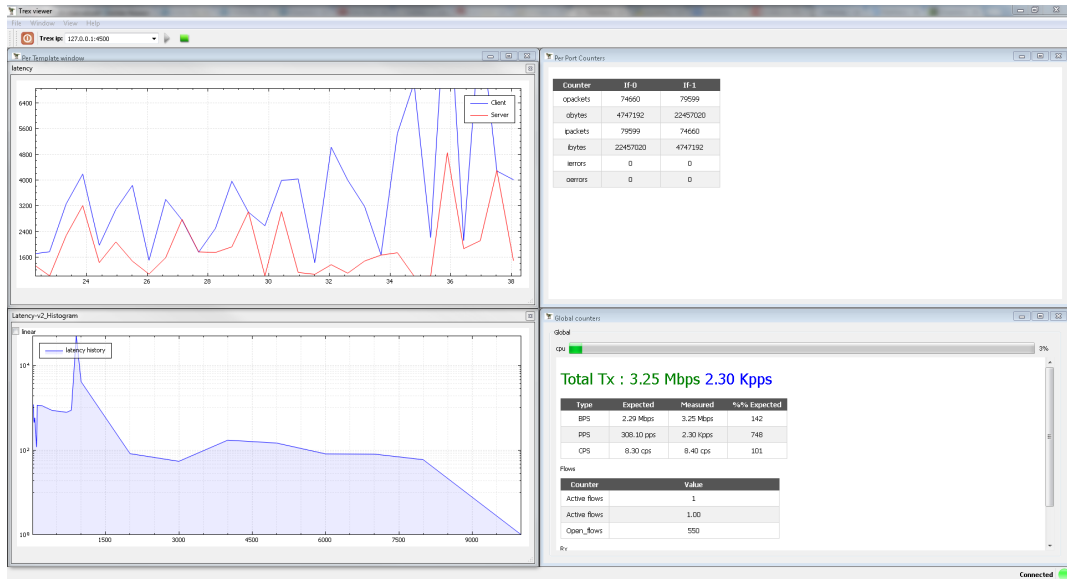 Trex viewer
File Window View Help
Trex ip: 127.0.0.1:4500
Per Template window
latency
6400
5600
4800
4000
3200
2400
1600
24 26 28 30 32 34 36 38
Client
Server
Per Port Counters
Counter If-0 If-1
opackets 74660 79599
obytes 4747192 22457020
ipackets 79599 74660
ibytes 22457020 4747192
ierrors 0 0
oerrors 0 0
Latency-v2_Histogram
linear
latency history
10⁴
10²
10⁰
1500 3000 4500 6000 7500 9000
Global counters
Global
cpu 3%
Total Tx : 3.25 Mbps 2.30 Kpps
Type Expected Measured %% Expected
BPS 2.29 Mbps 3.25 Mbps 142
PPS 308.10 pps 2.30 Kpps 748
CPS 8.30 cps 8.40 cps 101
Flows
Counter Value
Active flows 1
Active flows 1.00
Open_flows 550
Rx
Connected